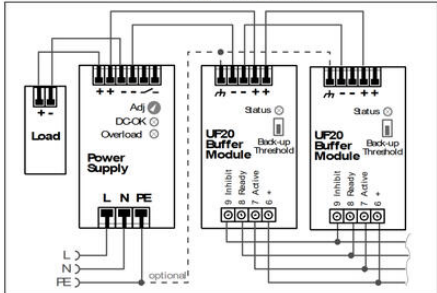 + + - -
- - + +
- - + +
Adj
DC-OK
Overload
Status
Status
+ -
Load
Power
Supply
UF20
Buffer
Module
Back-up
Threshold
UF20
Buffer
Module
Back-up
Threshold
L N PE
9 Inhibit
8 Ready
7 Active
6 +
9 Inhibit
8 Ready
7 Active
6 +
L
N
PE
optional